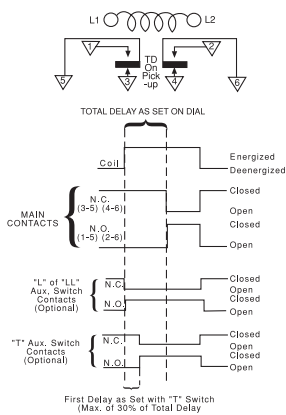 L1 L2
1 2
TD
On
Pick
-up
5 3 4 6
TOTAL DELAY AS SET ON DIAL
Coil
Energized
Deenergized
MAIN
CONTACTS
N.C.
(3-5) (4-6)
Closed
Open
N.O.
(1-5) (2-6)
Closed
Open
"L" of "LL"
Aux, Switch
Contacts
(Optional)
N.C.
Closed
Open
N.O.
Closed
Open
"T" Aux. Switch
Contacts
(Optional)
N.C.
Closed
Open
N.O.
Closed
Open
First Delay as Set with "T" Switch
(Max. of 30% of Total Delay